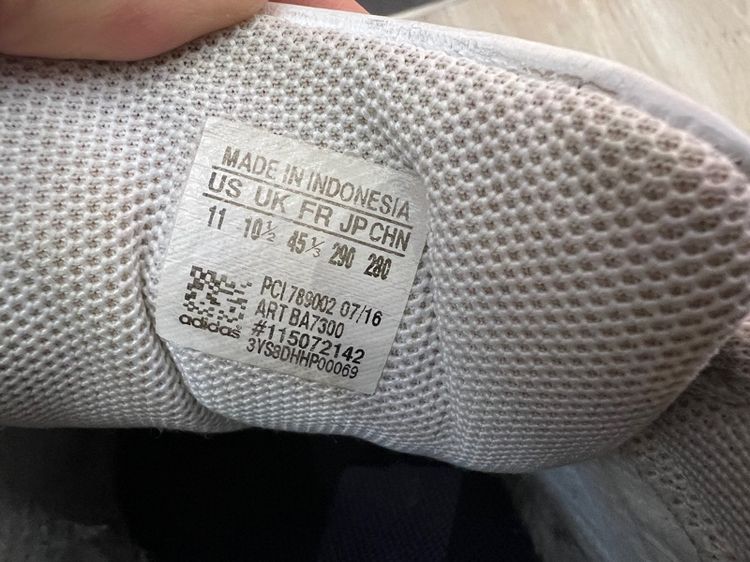 MADE IN INDONESIA
US UK FR JP CHN
11 10½ 45⅓ 290 280
PCI 789002 07/16
ART BA7300
#115072142
3YS8DHHP00069
adidas